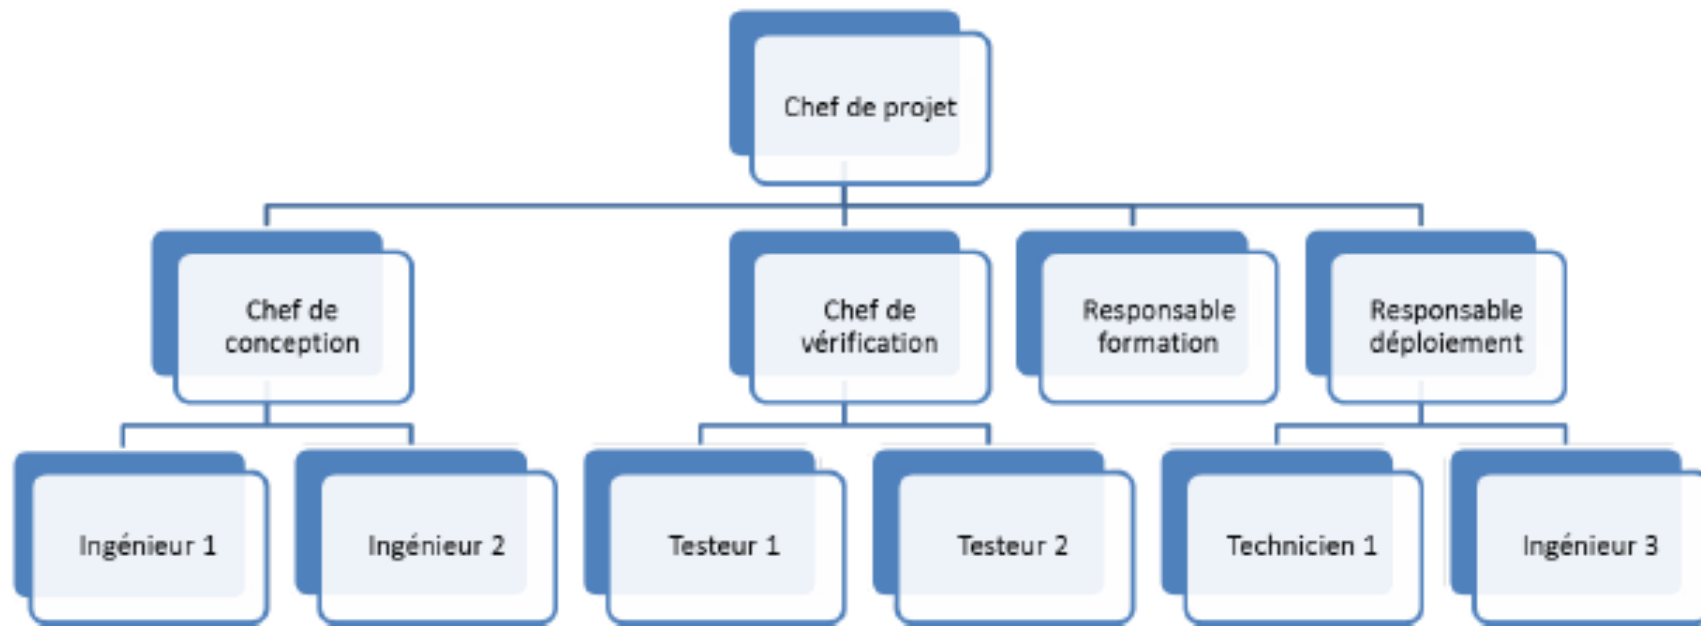 Chef de projet
Chef de
conception
Chef de
vérification
Responsable
formation
Responsable
déploiement
Ingénieur 1
Ingénieur 2
Testeur 1
Testeur 2
Technicien 1
Ingénieur 3